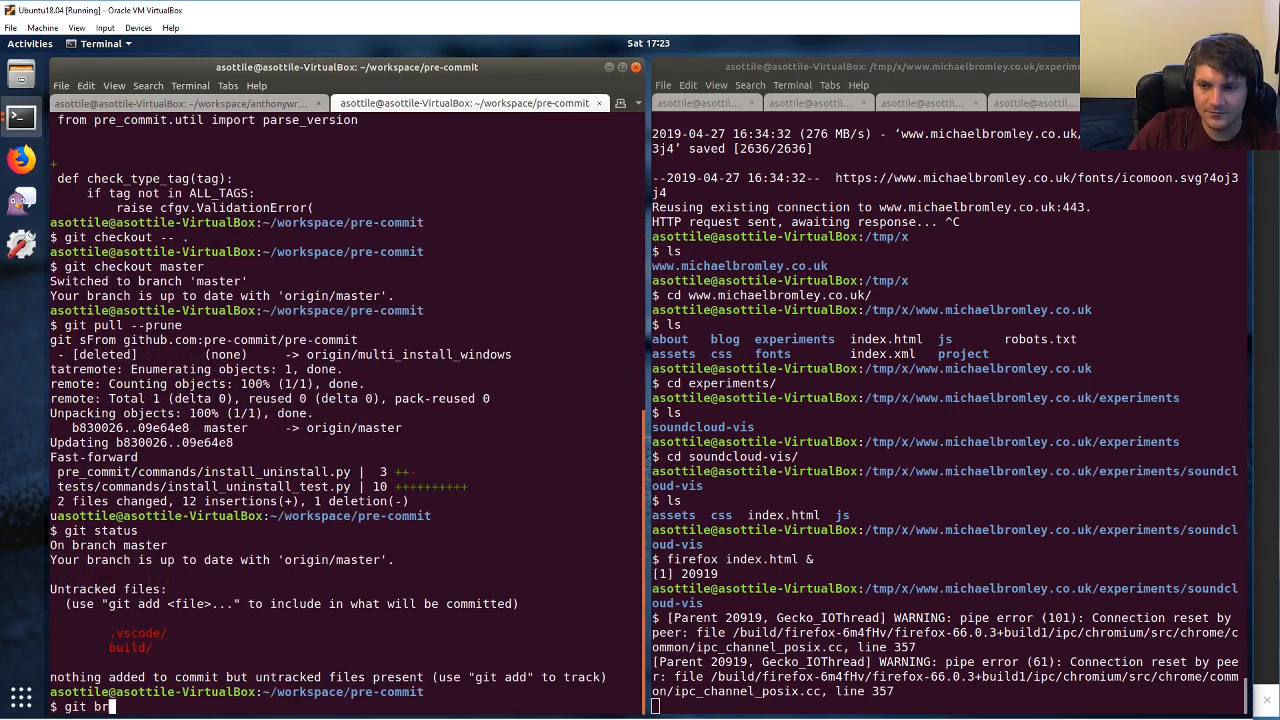 Ubuntu18.04 [Running] - Oracle VM VirtualBox
File Machine View Input Devices Help
Activities Terminal Sat 17:23
asottile@asottile-VirtualBox: ~/workspace/pre-commit
File Edit View Search Terminal Tabs Help
asottile@asottile-VirtualBox: ~/workspace/anthonywr... × asottile@asottile-VirtualBox: ~/workspace/pre-commit ×
from pre_commit.util import parse_version
+
def check_type_tag(tag):
if tag not in ALL_TAGS:
raise cfgv.ValidationError(
asottile@asottile-VirtualBox:~/workspace/pre-commit
$ git checkout -- .
asottile@asottile-VirtualBox:~/workspace/pre-commit
$ git checkout master
Switched to branch 'master'
Your branch is up to date with 'origin/master'.
asottile@asottile-VirtualBox:~/workspace/pre-commit
$ git pull --prune
git sFrom github.com:pre-commit/pre-commit
- [deleted] (none) -> origin/multi_install_windows
tatremote: Enumerating objects: 1, done.
remote: Counting objects: 100% (1/1), done.
remote: Total 1 (delta 0), reused 0 (delta 0), pack-reused 0
Unpacking objects: 100% (1/1), done.
b830026..09e64e8 master -> origin/master
Updating b830026..09e64e8
Fast-forward
pre_commit/commands/install_uninstall.py | 3 ++-
tests/commands/install_uninstall_test.py | 10 ++++++++++
2 files changed, 12 insertions(+), 1 deletion(-)
uasottile@asottile-VirtualBox:~/workspace/pre-commit
$ git status
On branch master
Your branch is up to date with 'origin/master'.
Untracked files:
(use "git add <file>..." to include in what will be committed)
.vscode/
build/
nothing added to commit but untracked files present (use "git add" to track)
asottile@asottile-VirtualBox:~/workspace/pre-commit
$ git br
asottile@asottile-VirtualBox: /tmp/x/www.michaelbromley.co.uk/experime
File Edit View Search Terminal Tabs Help
asottile@asottil... × asottile@asottil... × asottile@asottil... × asottile@asottil...
2019-04-27 16:34:32 (276 MB/s) - ‘www.michaelbromley.co.uk/
3j4’ saved [2636/2636]
--2019-04-27 16:34:32-- https://www.michaelbromley.co.uk/fonts/icomoon.svg?4oj3
j4
Reusing existing connection to www.michaelbromley.co.uk:443.
HTTP request sent, awaiting response... ^C
asottile@asottile-VirtualBox:/tmp/x
$ ls
www.michaelbromley.co.uk
asottile@asottile-VirtualBox:/tmp/x
$ cd www.michaelbromley.co.uk/
asottile@asottile-VirtualBox:/tmp/x/www.michaelbromley.co.uk
$ ls
about blog experiments index.html js robots.txt
assets css fonts index.xml project
asottile@asottile-VirtualBox:/tmp/x/www.michaelbromley.co.uk
$ cd experiments/
asottile@asottile-VirtualBox:/tmp/x/www.michaelbromley.co.uk/experiments
$ ls
soundcloud-vis
asottile@asottile-VirtualBox:/tmp/x/www.michaelbromley.co.uk/experiments
$ cd soundcloud-vis/
asottile@asottile-VirtualBox:/tmp/x/www.michaelbromley.co.uk/experiments/soundcl
oud-vis
$ ls
assets css index.html js
asottile@asottile-VirtualBox:/tmp/x/www.michaelbromley.co.uk/experiments/soundcl
oud-vis
$ firefox index.html &
[1] 20919
asottile@asottile-VirtualBox:/tmp/x/www.michaelbromley.co.uk/experiments/soundcl
oud-vis
$ [Parent 20919, Gecko_IOThread] WARNING: pipe error (101): Connection reset by
peer: file /build/firefox-6m4fHv/firefox-66.0.3+build1/ipc/chromium/src/chrome/c
ommon/ipc_channel_posix.cc, line 357
[Parent 20919, Gecko_IOThread] WARNING: pipe error (61): Connection reset by pee
r: file /build/firefox-6m4fHv/firefox-66.0.3+build1/ipc/chromium/src/chrome/comm
on/ipc_channel_posix.cc, line 357